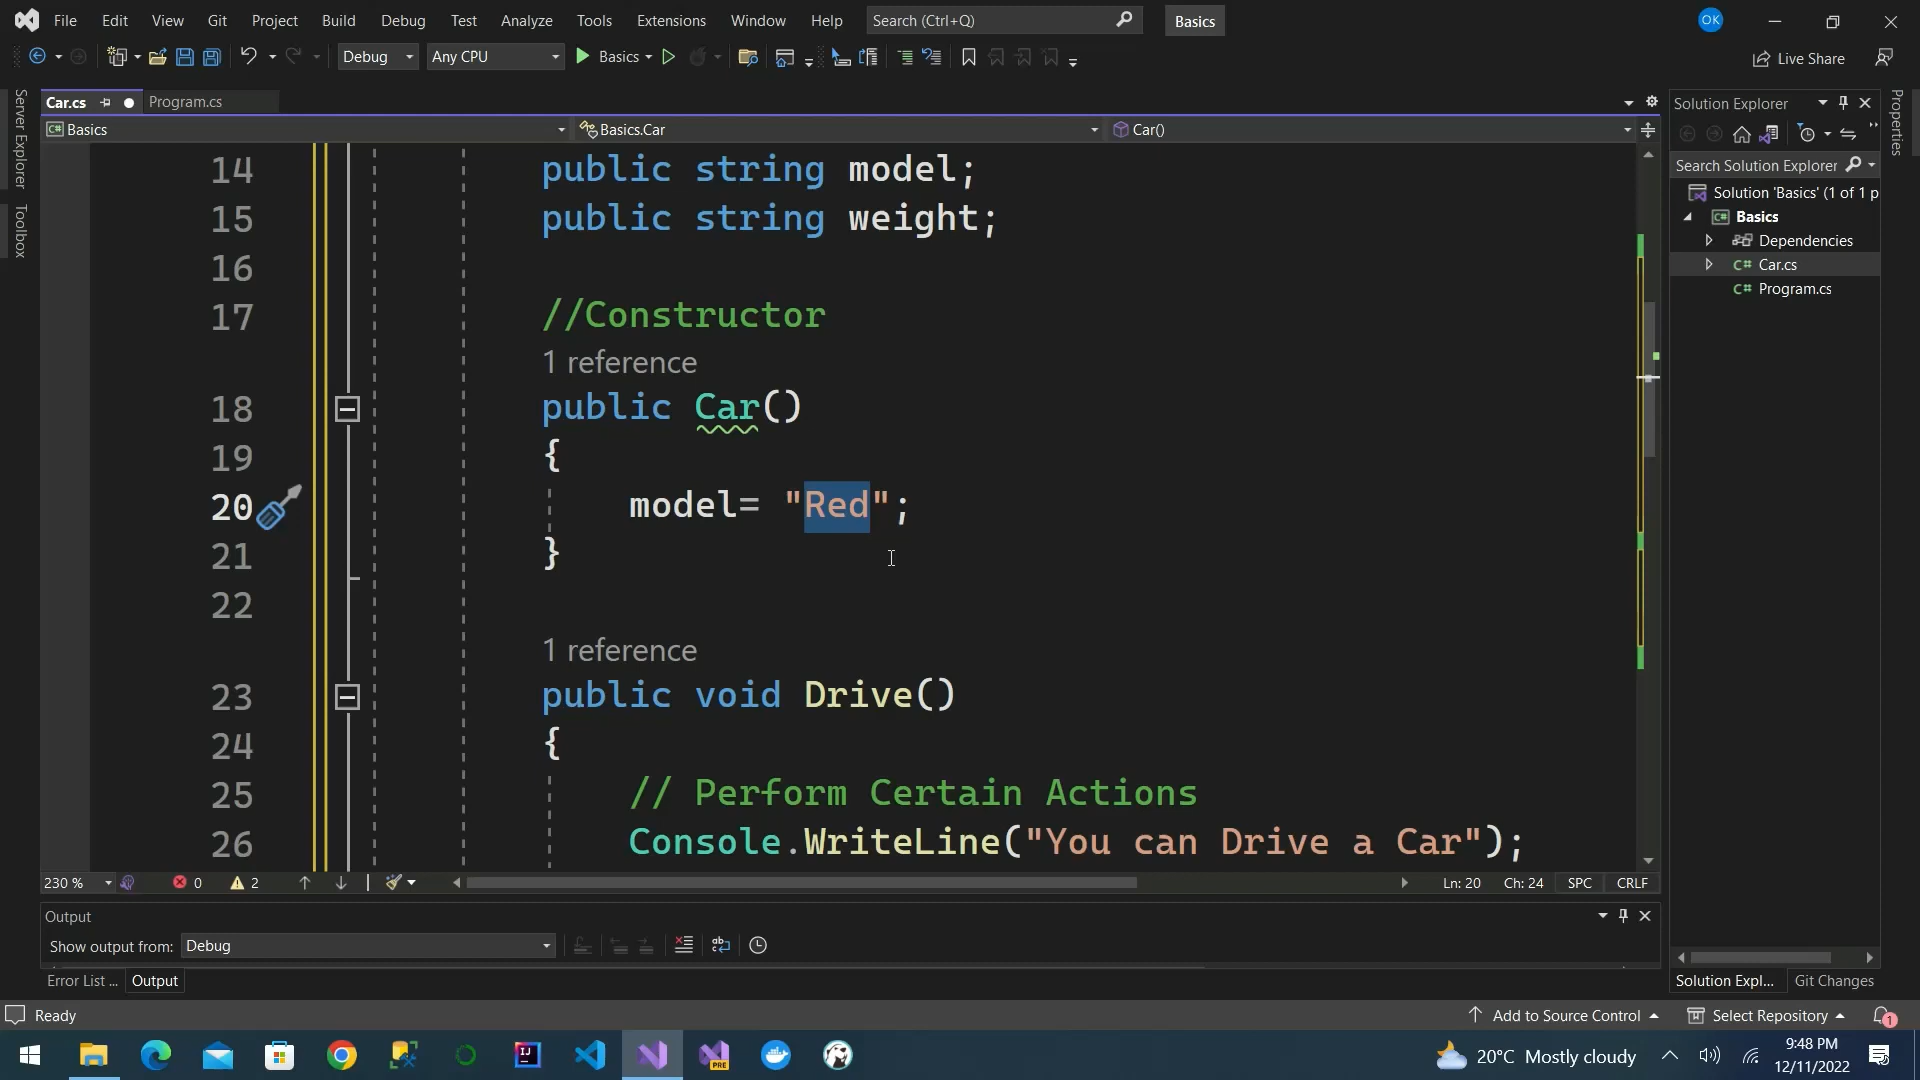 File Edit View Git Project Build Debug Test Analyze Tools Extensions Window Help Search (Ctrl+Q) Basics OK
Debug Any CPU Basics Live Share
Server Explorer
Toolbox
Car.cs Program.cs
Basics Basics.Car Car()
14 public string model;
15 public string weight;
16
17 //Constructor
1 reference
18 public Car()
19 {
20 model= "Red";
21 }
22
1 reference
23 public void Drive()
24 {
25 // Perform Certain Actions
26 Console.WriteLine("You can Drive a Car");
230 % 0 2 Ln: 20 Ch: 24 SPC CRLF
Output
Show output from: Debug
Error List ... Output
Solution Explorer
Search Solution Explorer
Solution 'Basics' (1 of 1 p
Basics
Dependencies
C# Car.cs
C# Program.cs
Solution Expl... Git Changes
Properties
Ready Add to Source Control Select Repository 1
20°C Mostly cloudy 9:48 PM
12/11/2022